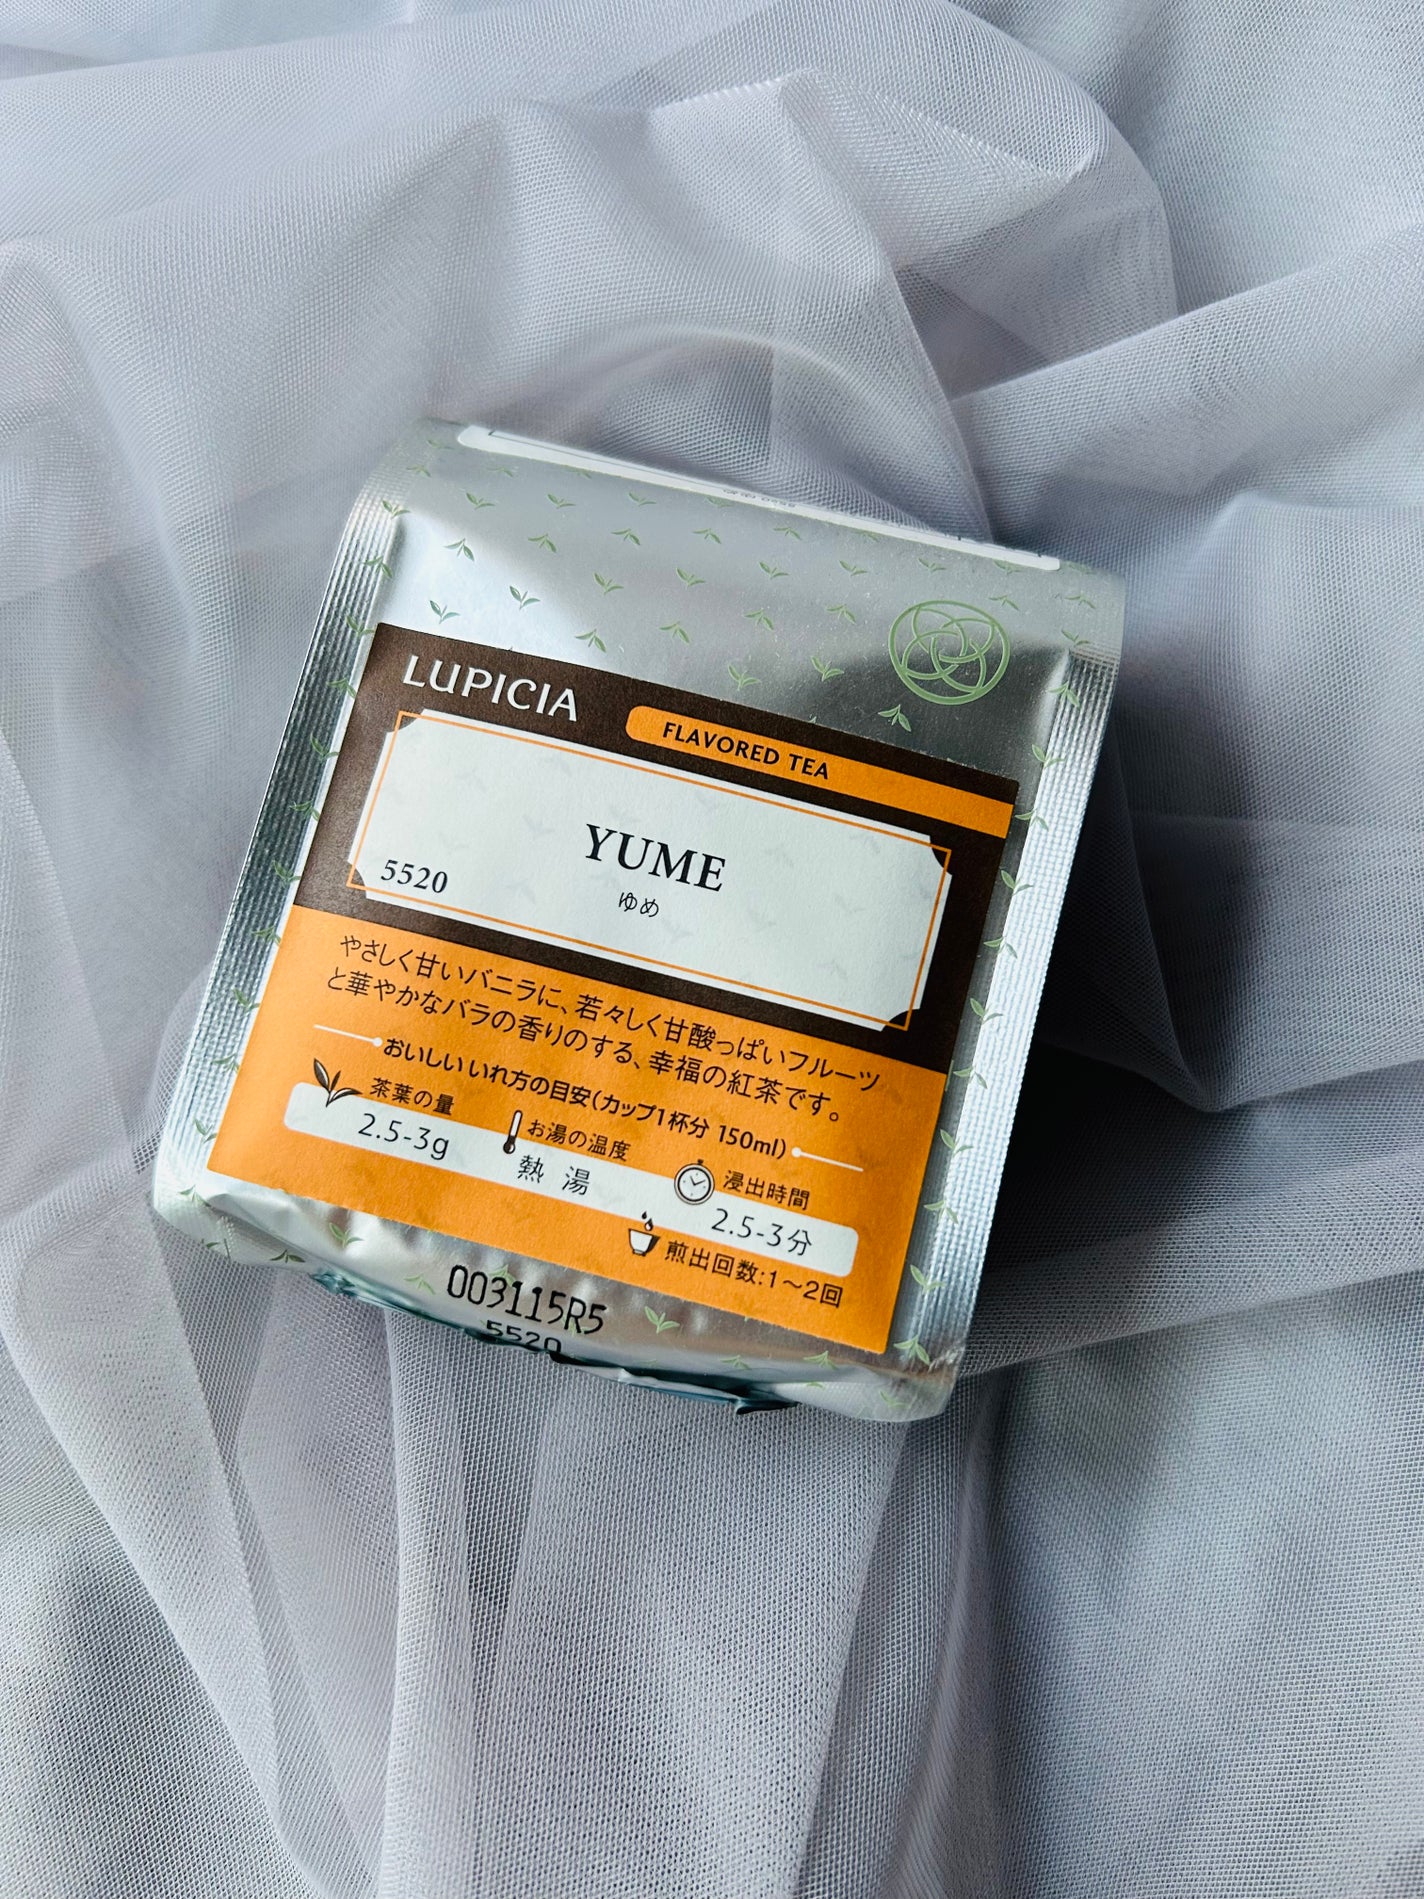 LUPICIA
FLAVORED TEA
YUME
5520
ゆめ
やさしく甘いバニラに、若々しく甘酸っぱいフルーツ
と華やかなバラの香りのする、幸福の紅茶です。
おいしい いれ方の目安(カップ1杯分 150ml)
茶葉の量
2.5-3g
お湯の温度
熱湯
浸出時間
2.5-3分
煎出回数:1〜2回
003115R5
5520